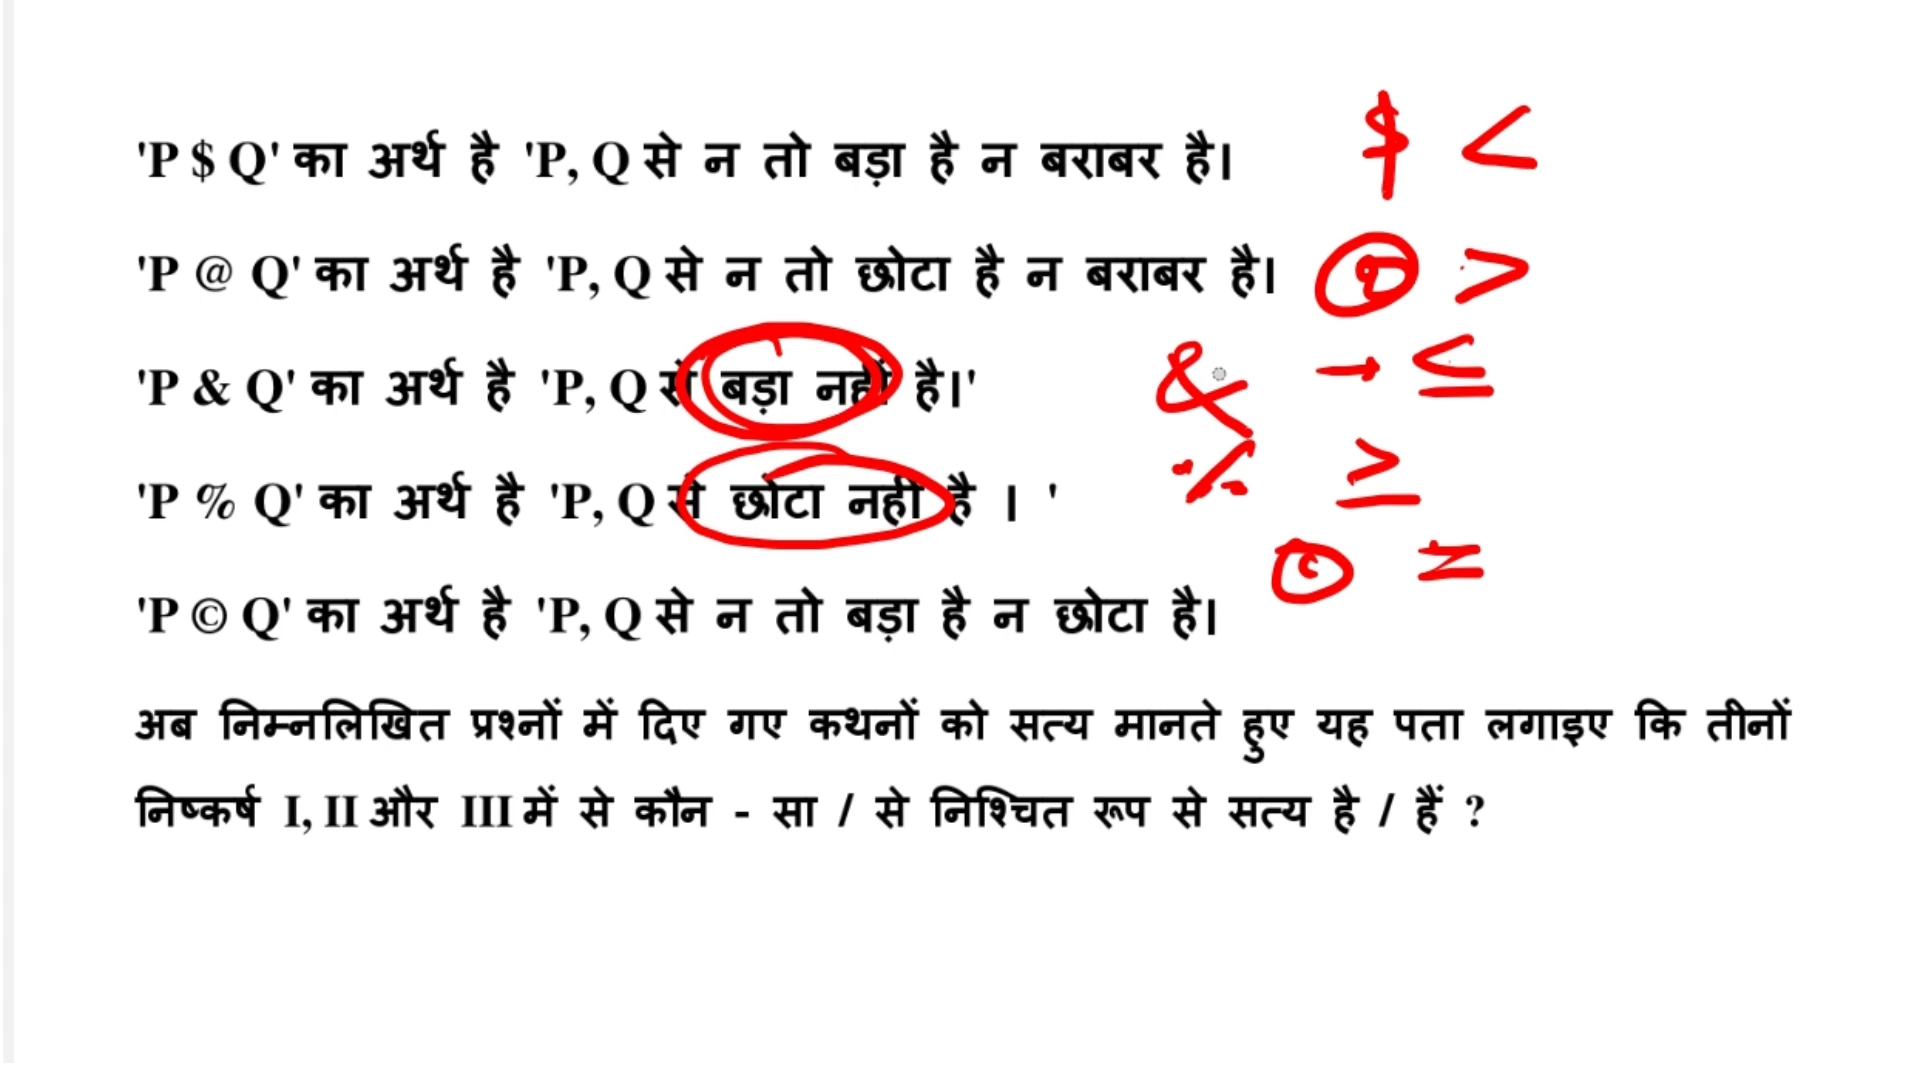 'P $ Q' का अर्थ है 'P, Q से न तो बड़ा है न बराबर है। $ <
'P @ Q' का अर्थ है 'P, Q से न तो छोटा है न बराबर है। @ >
'P & Q' का अर्थ है 'P, Q से बड़ा नहीं है।' & → ≤
'P % Q' का अर्थ है 'P, Q से छोटा नहीं है । ' % ≥
'P © Q' का अर्थ है 'P, Q से न तो बड़ा है न छोटा है। © =
अब निम्नलिखित प्रश्नों में दिए गए कथनों को सत्य मानते हुए यह पता लगाइए कि तीनों
निष्कर्ष I, II और III में से कौन - सा / से निश्चित रूप से सत्य है / हैं ?